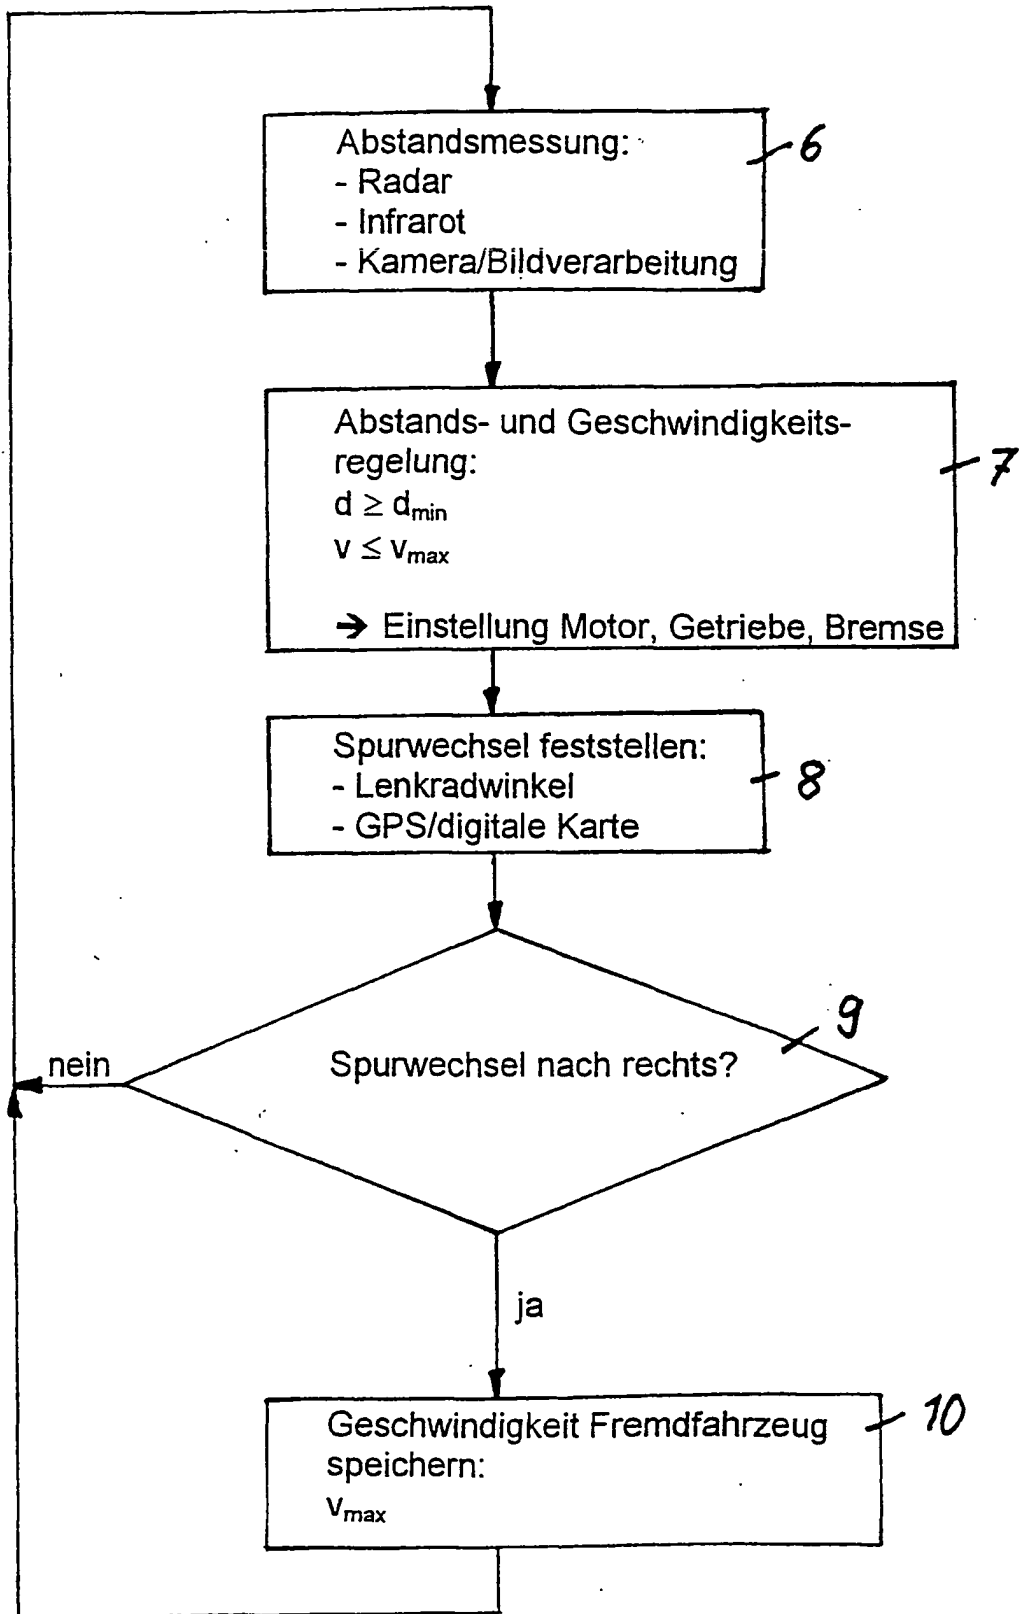 Abstandsmessung:
- Radar
- Infrarot
- Kamera/Bildverarbeitung
6
Abstands- und Geschwindigkeits-
regelung:
d ≥ dmin
v ≤ vmax
→ Einstellung Motor, Getriebe, Bremse
7
Spurwechsel feststellen:
- Lenkradwinkel
- GPS/digitale Karte
8
9
nein
Spurwechsel nach rechts?
ja
Geschwindigkeit Fremdfahrzeug
speichern:
vmax
10